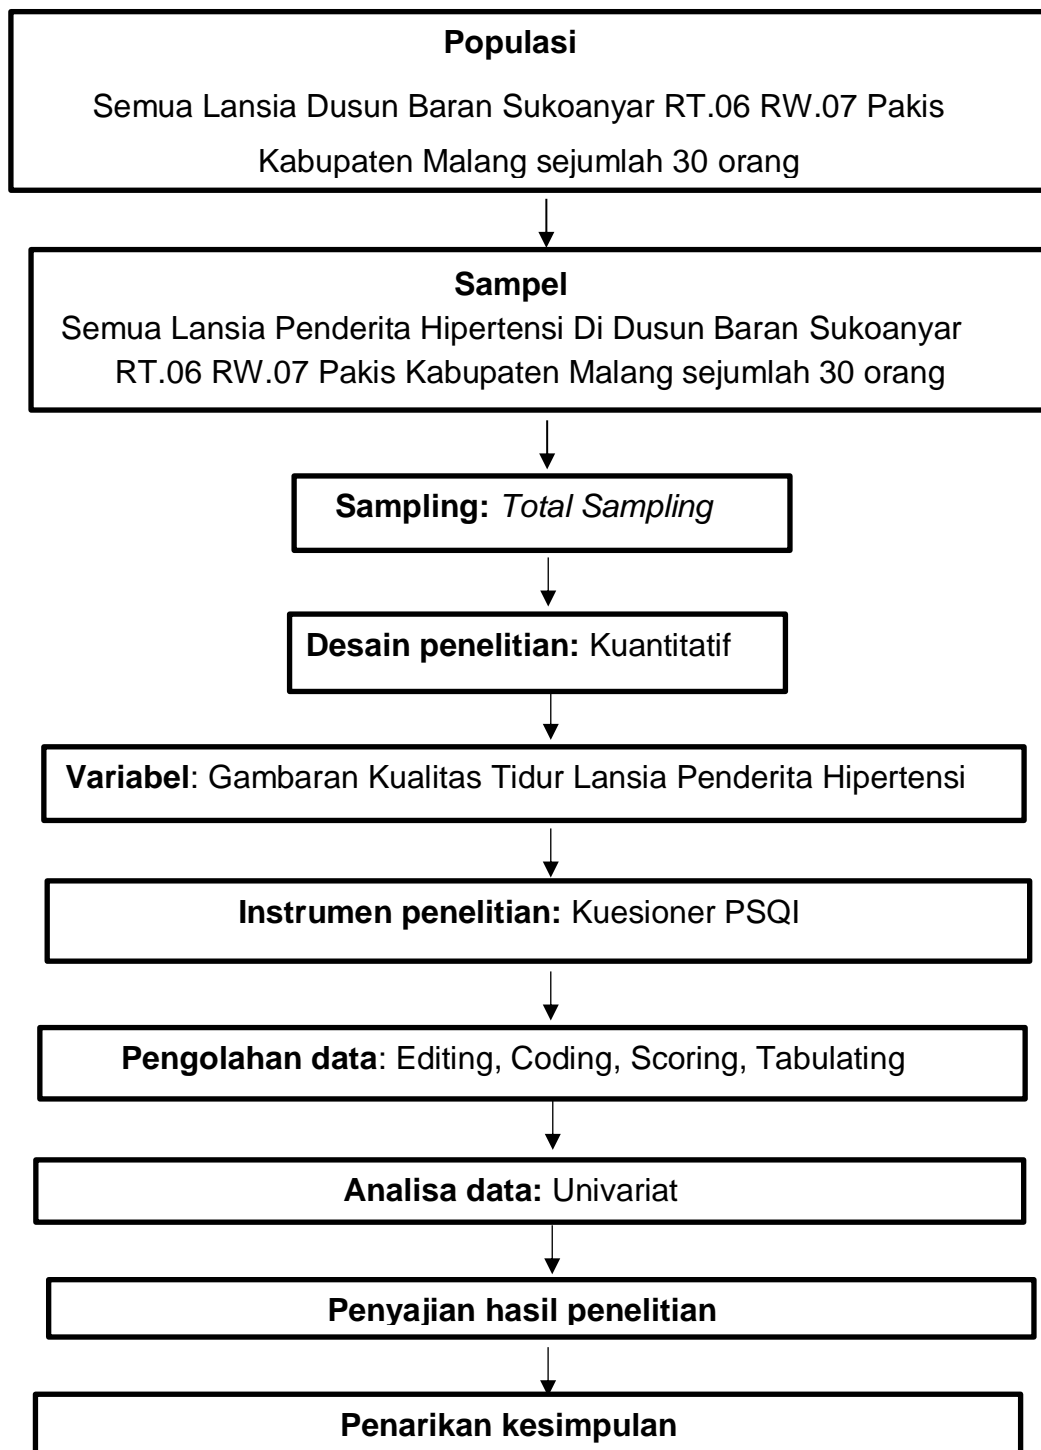 Populasi
Semua Lansia Dusun Baran Sukoanyar RT.06 RW.07 Pakis
Kabupaten Malang sejumlah 30 orang
Sampel
Semua Lansia Penderita Hipertensi Di Dusun Baran Sukoanyar
RT.06 RW.07 Pakis Kabupaten Malang sejumlah 30 orang
Sampling: Total Sampling
Desain penelitian: Kuantitatif
Variabel: Gambaran Kualitas Tidur Lansia Penderita Hipertensi
Instrumen penelitian: Kuesioner PSQI
Pengolahan data: Editing, Coding, Scoring, Tabulating
Analisa data: Univariat
Penyajian hasil penelitian
Penarikan kesimpulan